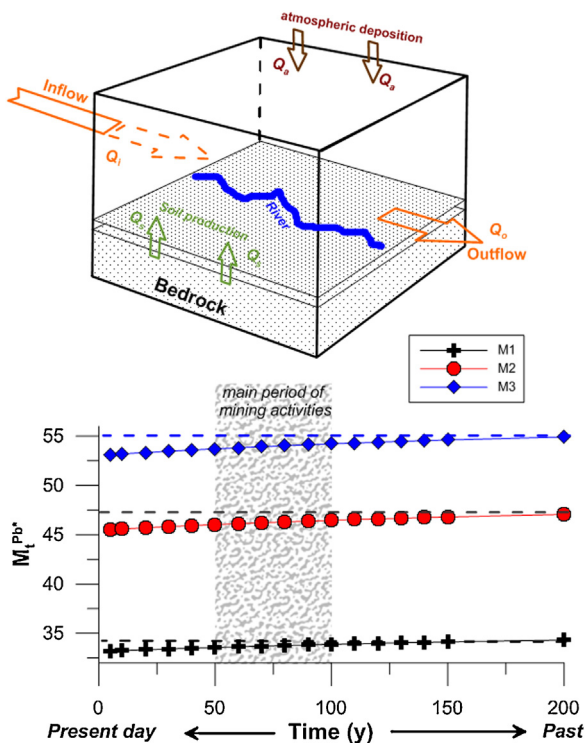 atmospheric deposition
Qa
Qa
Inflow
Qi
River
Soil production
Qs
Qs
Qo
Outflow
Bedrock
M1
M2
M3
main period of
mining activities
55
50
45
40
35
MtPb*
0
50
100
150
200
Present day
Time (y)
Past